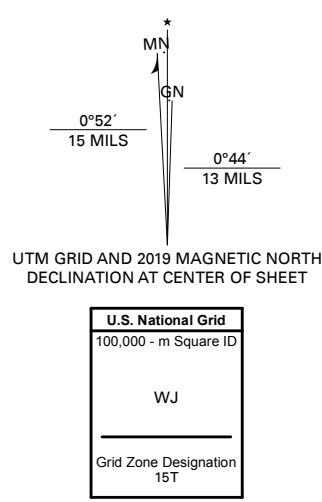 ★
MN
GN
0°52´
15 MILS
0°44´
13 MILS
UTM GRID AND 2019 MAGNETIC NORTH
DECLINATION AT CENTER OF SHEET
U.S. National Grid
100,000 - m Square ID
WJ
Grid Zone Designation
15T